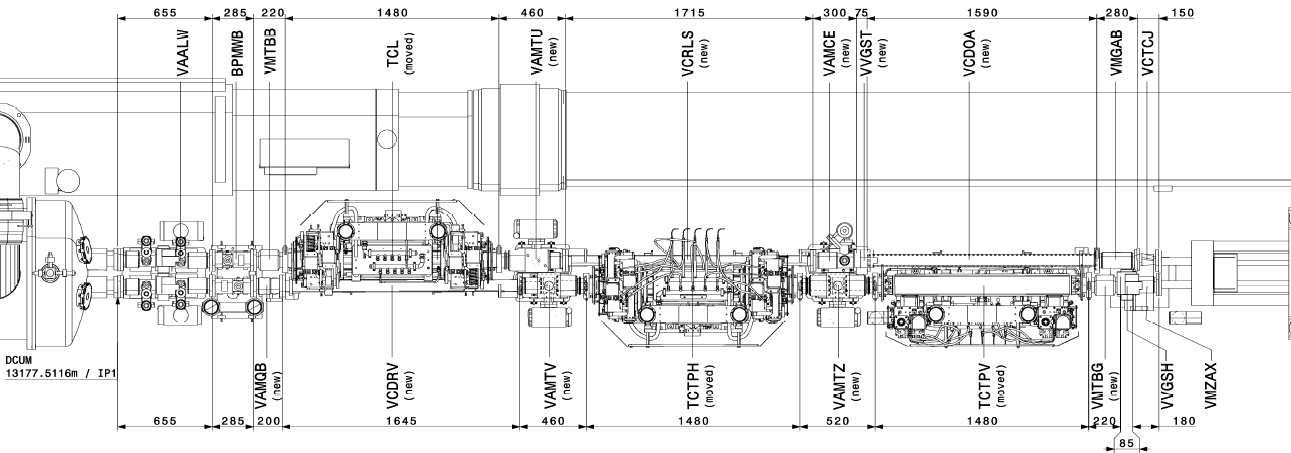 655 285 220 1480 460 1715 300 75 1590 280 150
VAALW
BPMWB
VMTBB
TCL
(moved)
VAMTU
(new)
VCRLS
(new)
VAMCE
(new)
VVGST
(new)
VCDOA
(new)
VMGAB
VCTCJ
DCUM
13177.5116m / IP1
VAMQB
(new)
VCDRV
(new)
VAMTV
(new)
TCTPH
(moved)
VAMTZ
(new)
TCTPV
(moved)
VMTBG
(new)
VVGSH
VMZAX
655 285 200 1645 460 1480 520 1480 220 180
85